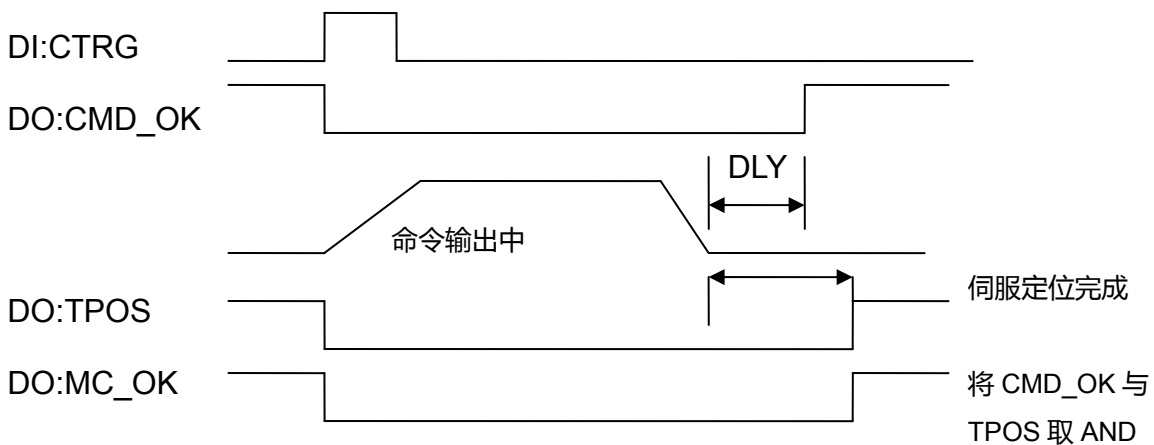 DI:CTRG
DO:CMD_OK
DLY
命令输出中
伺服定位完成
DO:TPOS
DO:MC_OK
将 CMD_OK 与
TPOS 取 AND